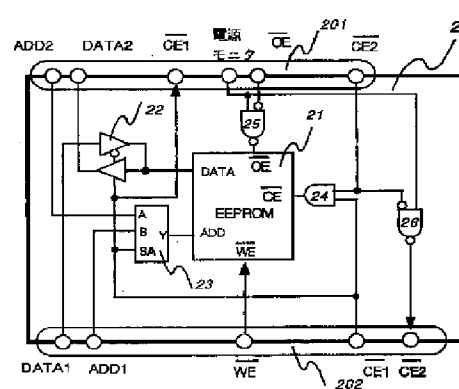 電源
ADD2 DATA2 CE1 モニタ OE 201 CE2
2
22
25
21
DATA OE
CE 24
EEPROM
26
A
B Y ADD
SA WE
23
DATA1 ADD1 WE CE1 CE2
202